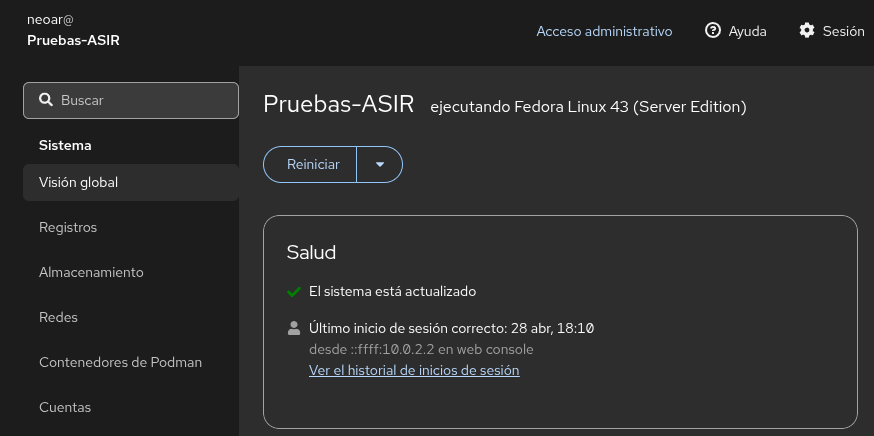 neoar@
Pruebas-ASIR
Acceso administrativo
Ayuda
Sesión
Buscar
Sistema
Visión global
Registros
Almacenamiento
Redes
Contenedores de Podman
Cuentas
Pruebas-ASIR ejecutando Fedora Linux 43 (Server Edition)
Reiniciar
Salud
El sistema está actualizado
Último inicio de sesión correcto: 28 abr, 18:10
desde ::ffff:10.0.2.2 en web console
Ver el historial de inicios de sesión